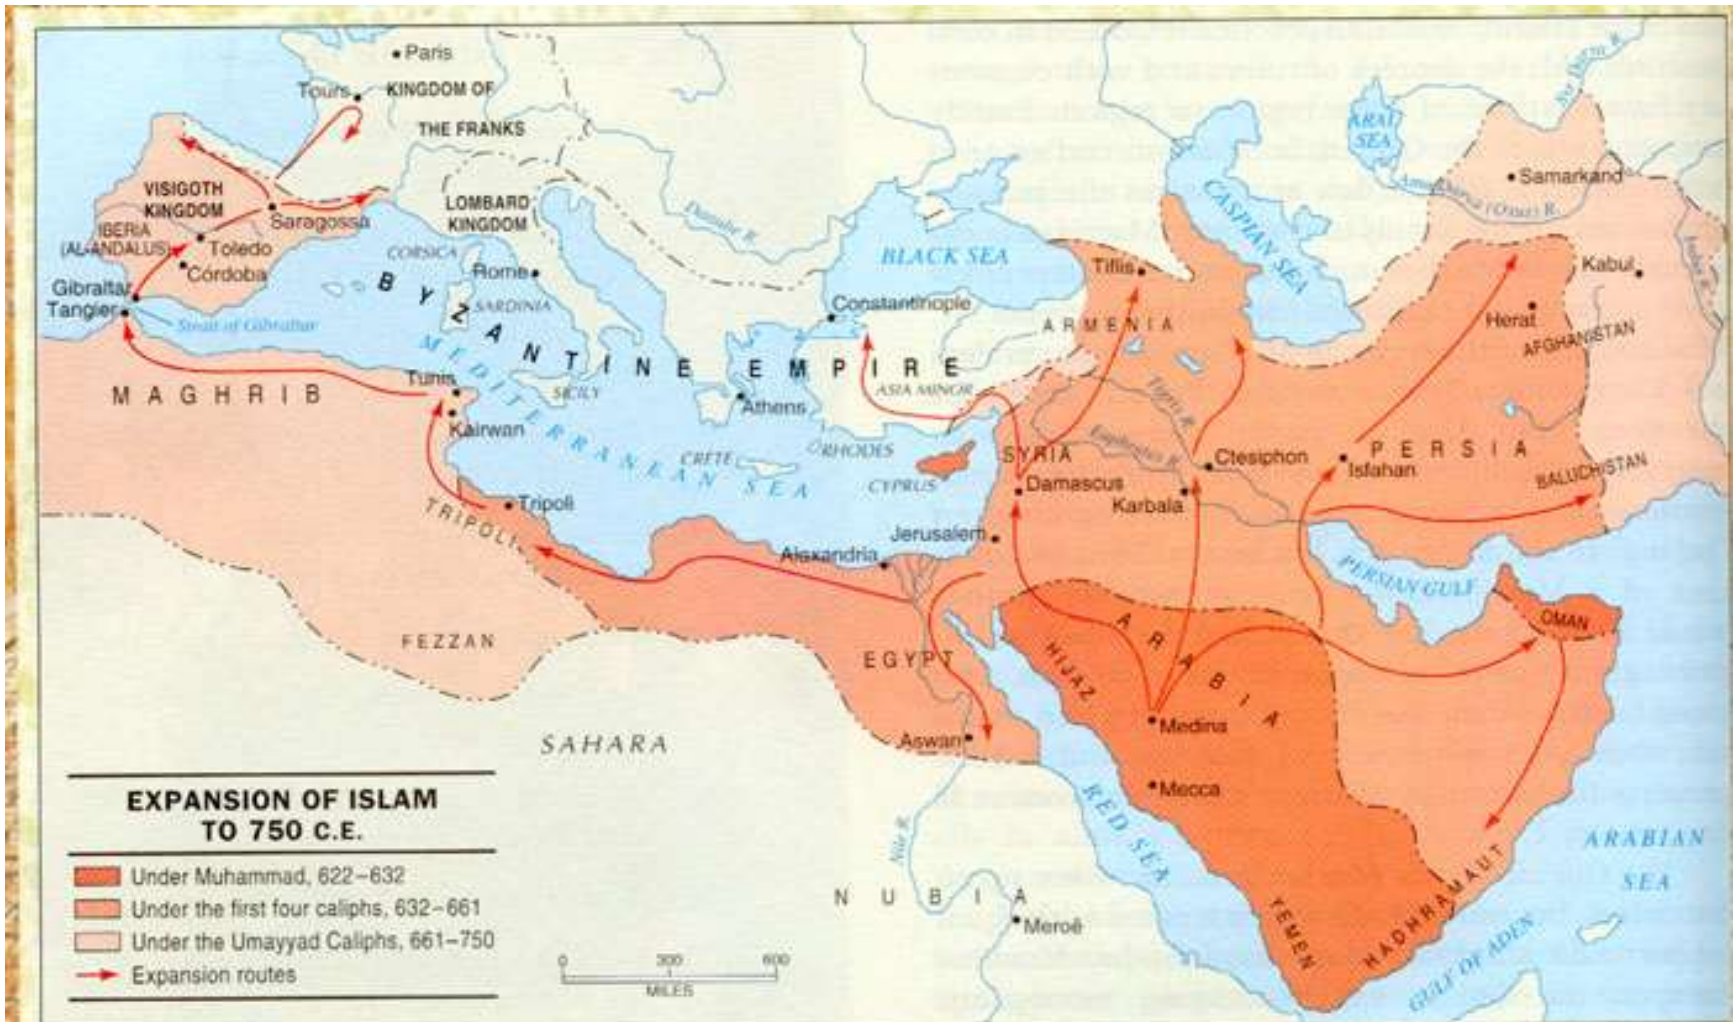 Paris
Tours
KINGDOM OF
THE FRANKS
VISIGOTH
KINGDOM
IBERIA
(AL-ANDALUS)
Saragossa
Toledo
Córdoba
Gibraltar
Tangier
Strait of Gibraltar
LOMBARD
KINGDOM
CORSICA
Rome
SARDINIA
SICILY
Danube R.
BLACK SEA
Constantinople
BYZANTINE EMPIRE
ASIA MINOR
Athens
MEDITERRANEAN SEA
CRETE
RHODES
CYPRUS
MAGHRIB
Tunis
Kairwan
TRIPOLI
Tripoli
FEZZAN
SAHARA
Alexandria
Jerusalem
EGYPT
Aswan
Nile R.
NUBIA
Meroë
ARAL
SEA
Syr Darya R.
Amu Darya (Oxus) R.
Samarkand
CASPIAN SEA
Tiflis
ARMENIA
Tigris R.
Euphrates R.
SYRIA
Damascus
Ctesiphon
Karbala
Isfahan
PERSIA
Herat
Kabul
Indus R.
AFGHANISTAN
BALUCHISTAN
PERSIAN GULF
OMAN
ARABIA
HIJAZ
Medina
Mecca
RED SEA
YEMEN
HADHRAMAUT
GULF OF ADEN
ARABIAN
SEA
EXPANSION OF ISLAM
TO 750 C.E.
Under Muhammad, 622–632
Under the first four caliphs, 632–661
Under the Umayyad Caliphs, 661–750
Expansion routes
0 300 600
MILES